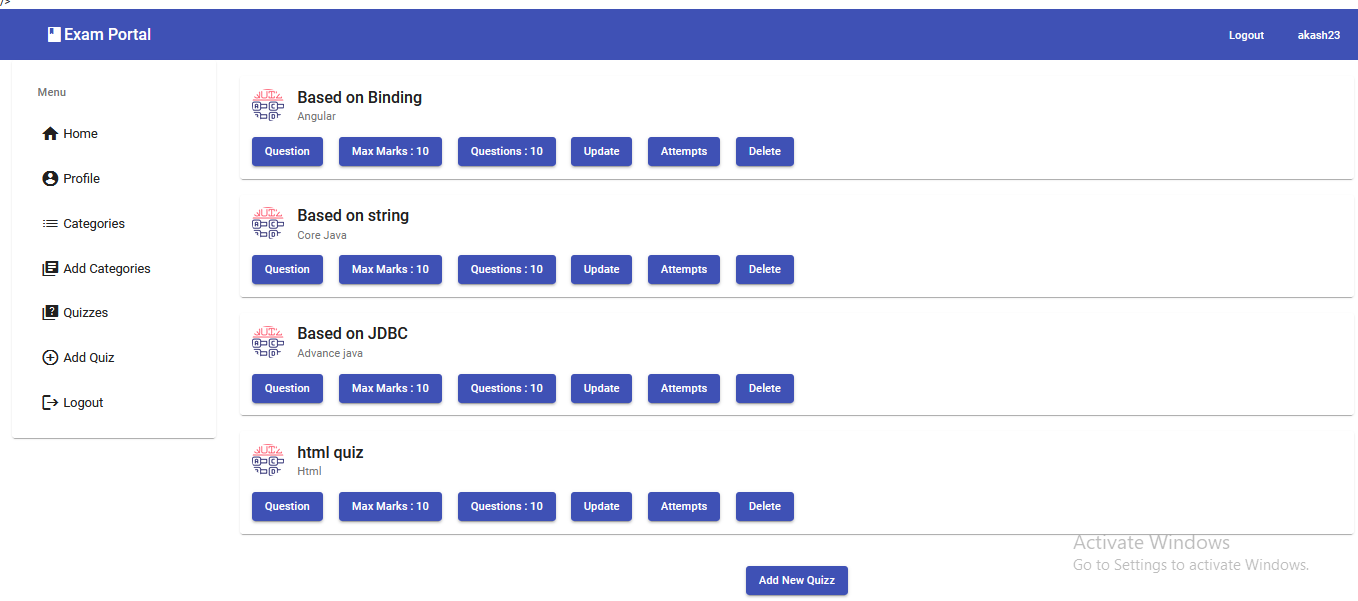 />
Exam Portal
Logout akash23
Menu
Home
Profile
Categories
Add Categories
Quizzes
Add Quiz
Logout
Based on Binding
Angular
Question Max Marks : 10 Questions : 10 Update Attempts Delete
Based on string
Core Java
Question Max Marks : 10 Questions : 10 Update Attempts Delete
Based on JDBC
Advance java
Question Max Marks : 10 Questions : 10 Update Attempts Delete
html quiz
Html
Question Max Marks : 10 Questions : 10 Update Attempts Delete
Add New Quizz
Activate Windows
Go to Settings to activate Windows.